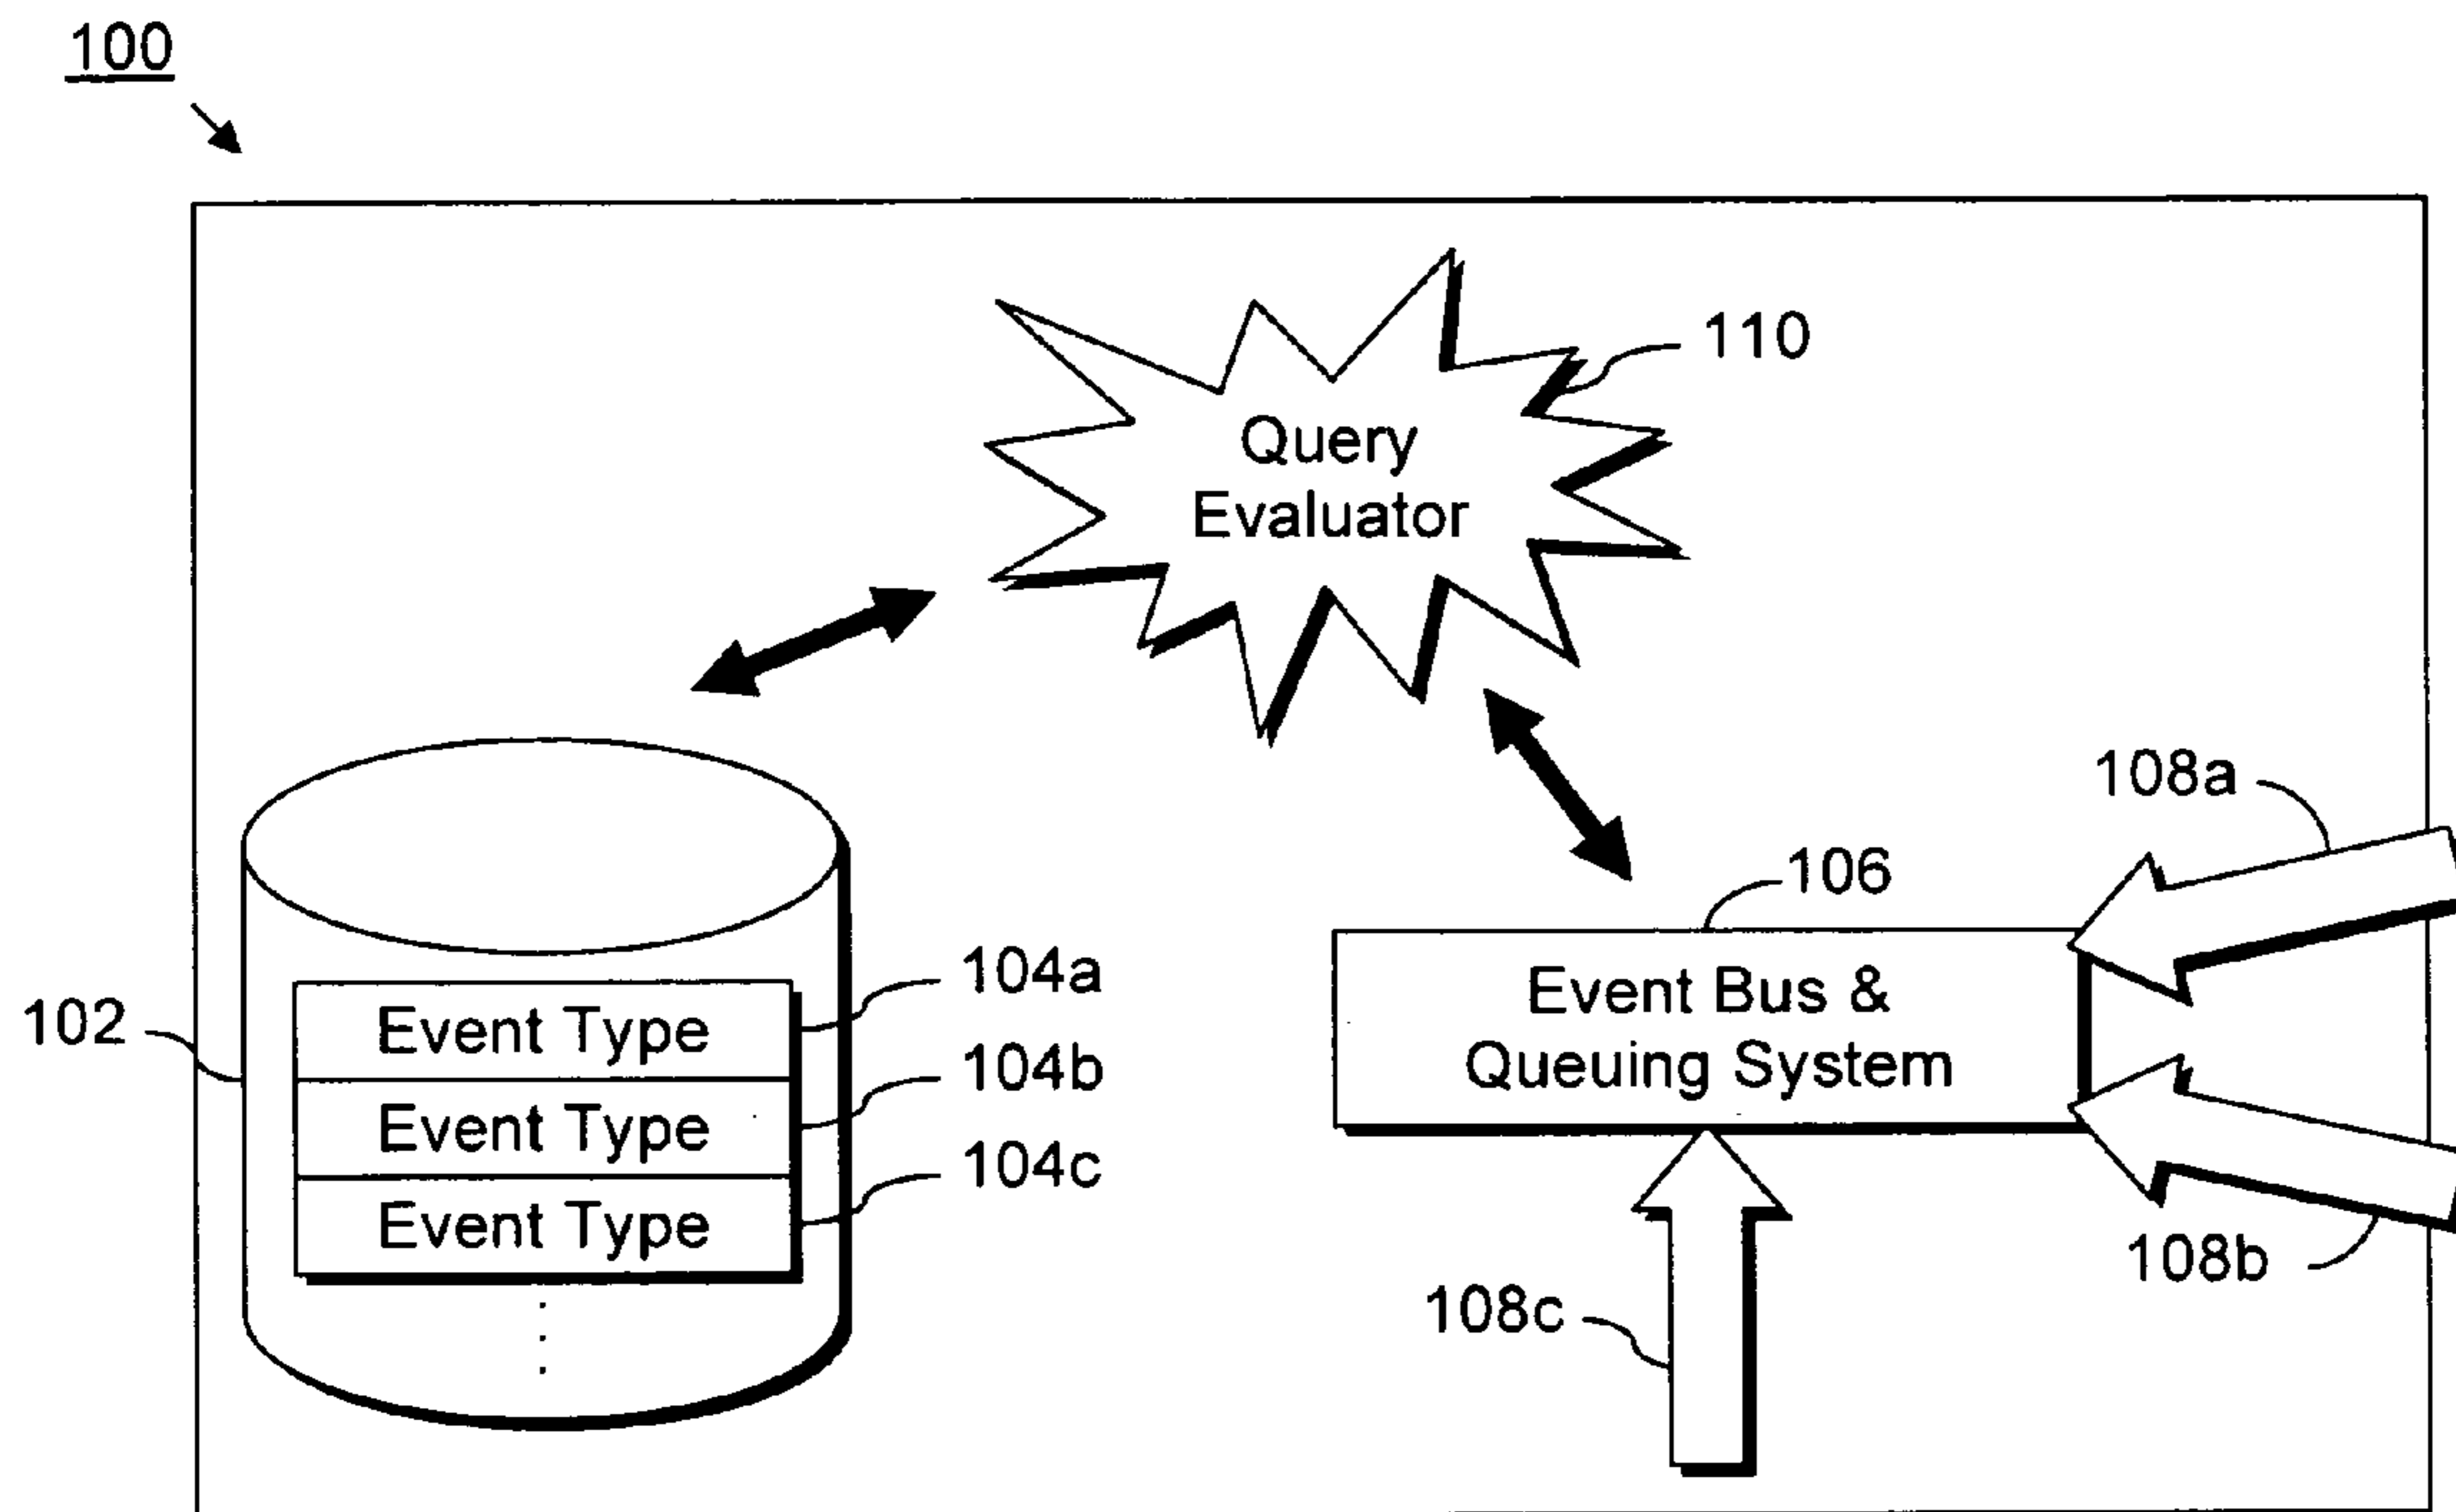 100
110
Query
Evaluator
108a
106
104a
Event Bus &
102
Event Type
Queuing System
104b
Event Type
104c
Event Type
108b
108c